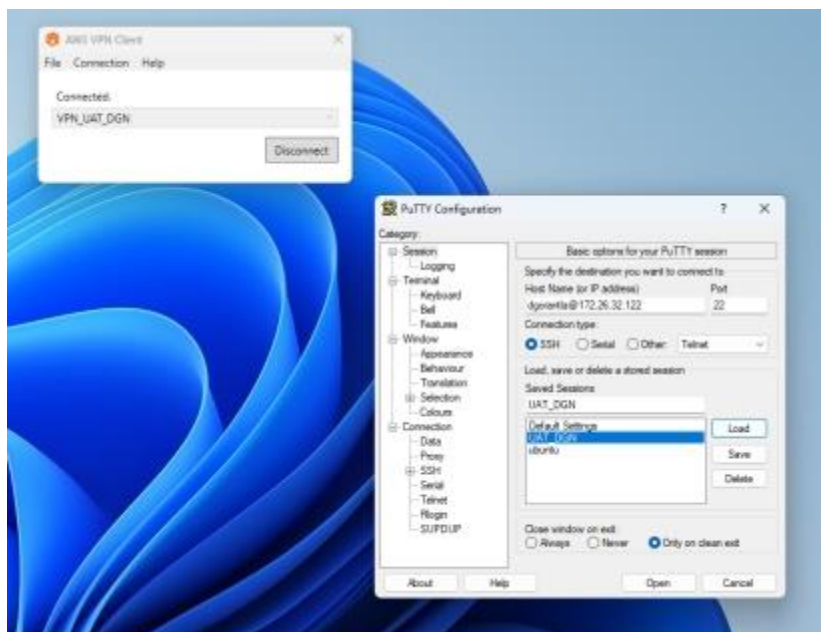 AWS VPN Client
File Connection Help
Connected.
VPN_UAT_DGN
Disconnect
PuTTY Configuration ? X
Category:
Session
Logging
Terminal
Keyboard
Bell
Features
Window
Appearance
Behaviour
Translation
Selection
Colours
Connection
Data
Proxy
SSH
Serial
Telnet
Rlogin
SUPDUP
Basic options for your PuTTY session
Specify the destination you want to connect to
Host Name (or IP address) Port
@172.26.32.122 22
Connection type:
SSH Serial Other: Telnet
Load, save or delete a stored session
Saved Sessions
UAT_DGN
Default Settings Load
UAT_DGN
ubuntu Save
Delete
Close window on exit:
Always Never Only on clean exit
About Help Open Cancel